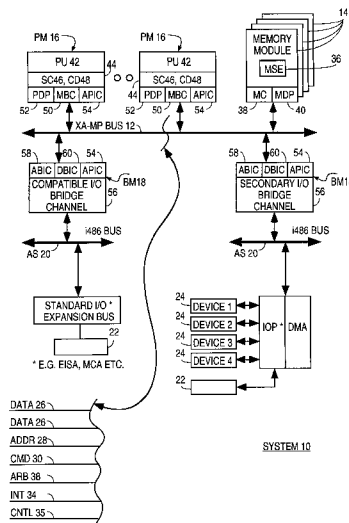 PM 16
PU 42
SC46, CD48
PDP MBC APIC
44
52
50
54
PM 16
PU 42
SC46, CD48
PDP MBC APIC
44
52
50
54
14
MEMORY
MODULE
MSE
36
MC MDP
38
40
XA-MP BUS 12
58
60
54
ABIC DBIC APIC
BM18
COMPATIBLE I/O
BRIDGE
CHANNEL
56
i486 BUS
AS 20
STANDARD I/O *
EXPANSION BUS
22
* E.G. EISA, MCA ETC.
58
60
54
ABIC DBIC APIC
BM1
SECONDARY I/O
BRIDGE
CHANNEL
56
i486 BUS
AS 20
24
DEVICE 1
24
DEVICE 2
24
DEVICE 3
24
DEVICE 4
IOP * DMA
22
DATA 26
DATA 26
ADDR 28
CMD 30
ARB 38
INT 34
CNTL 35
SYSTEM 10